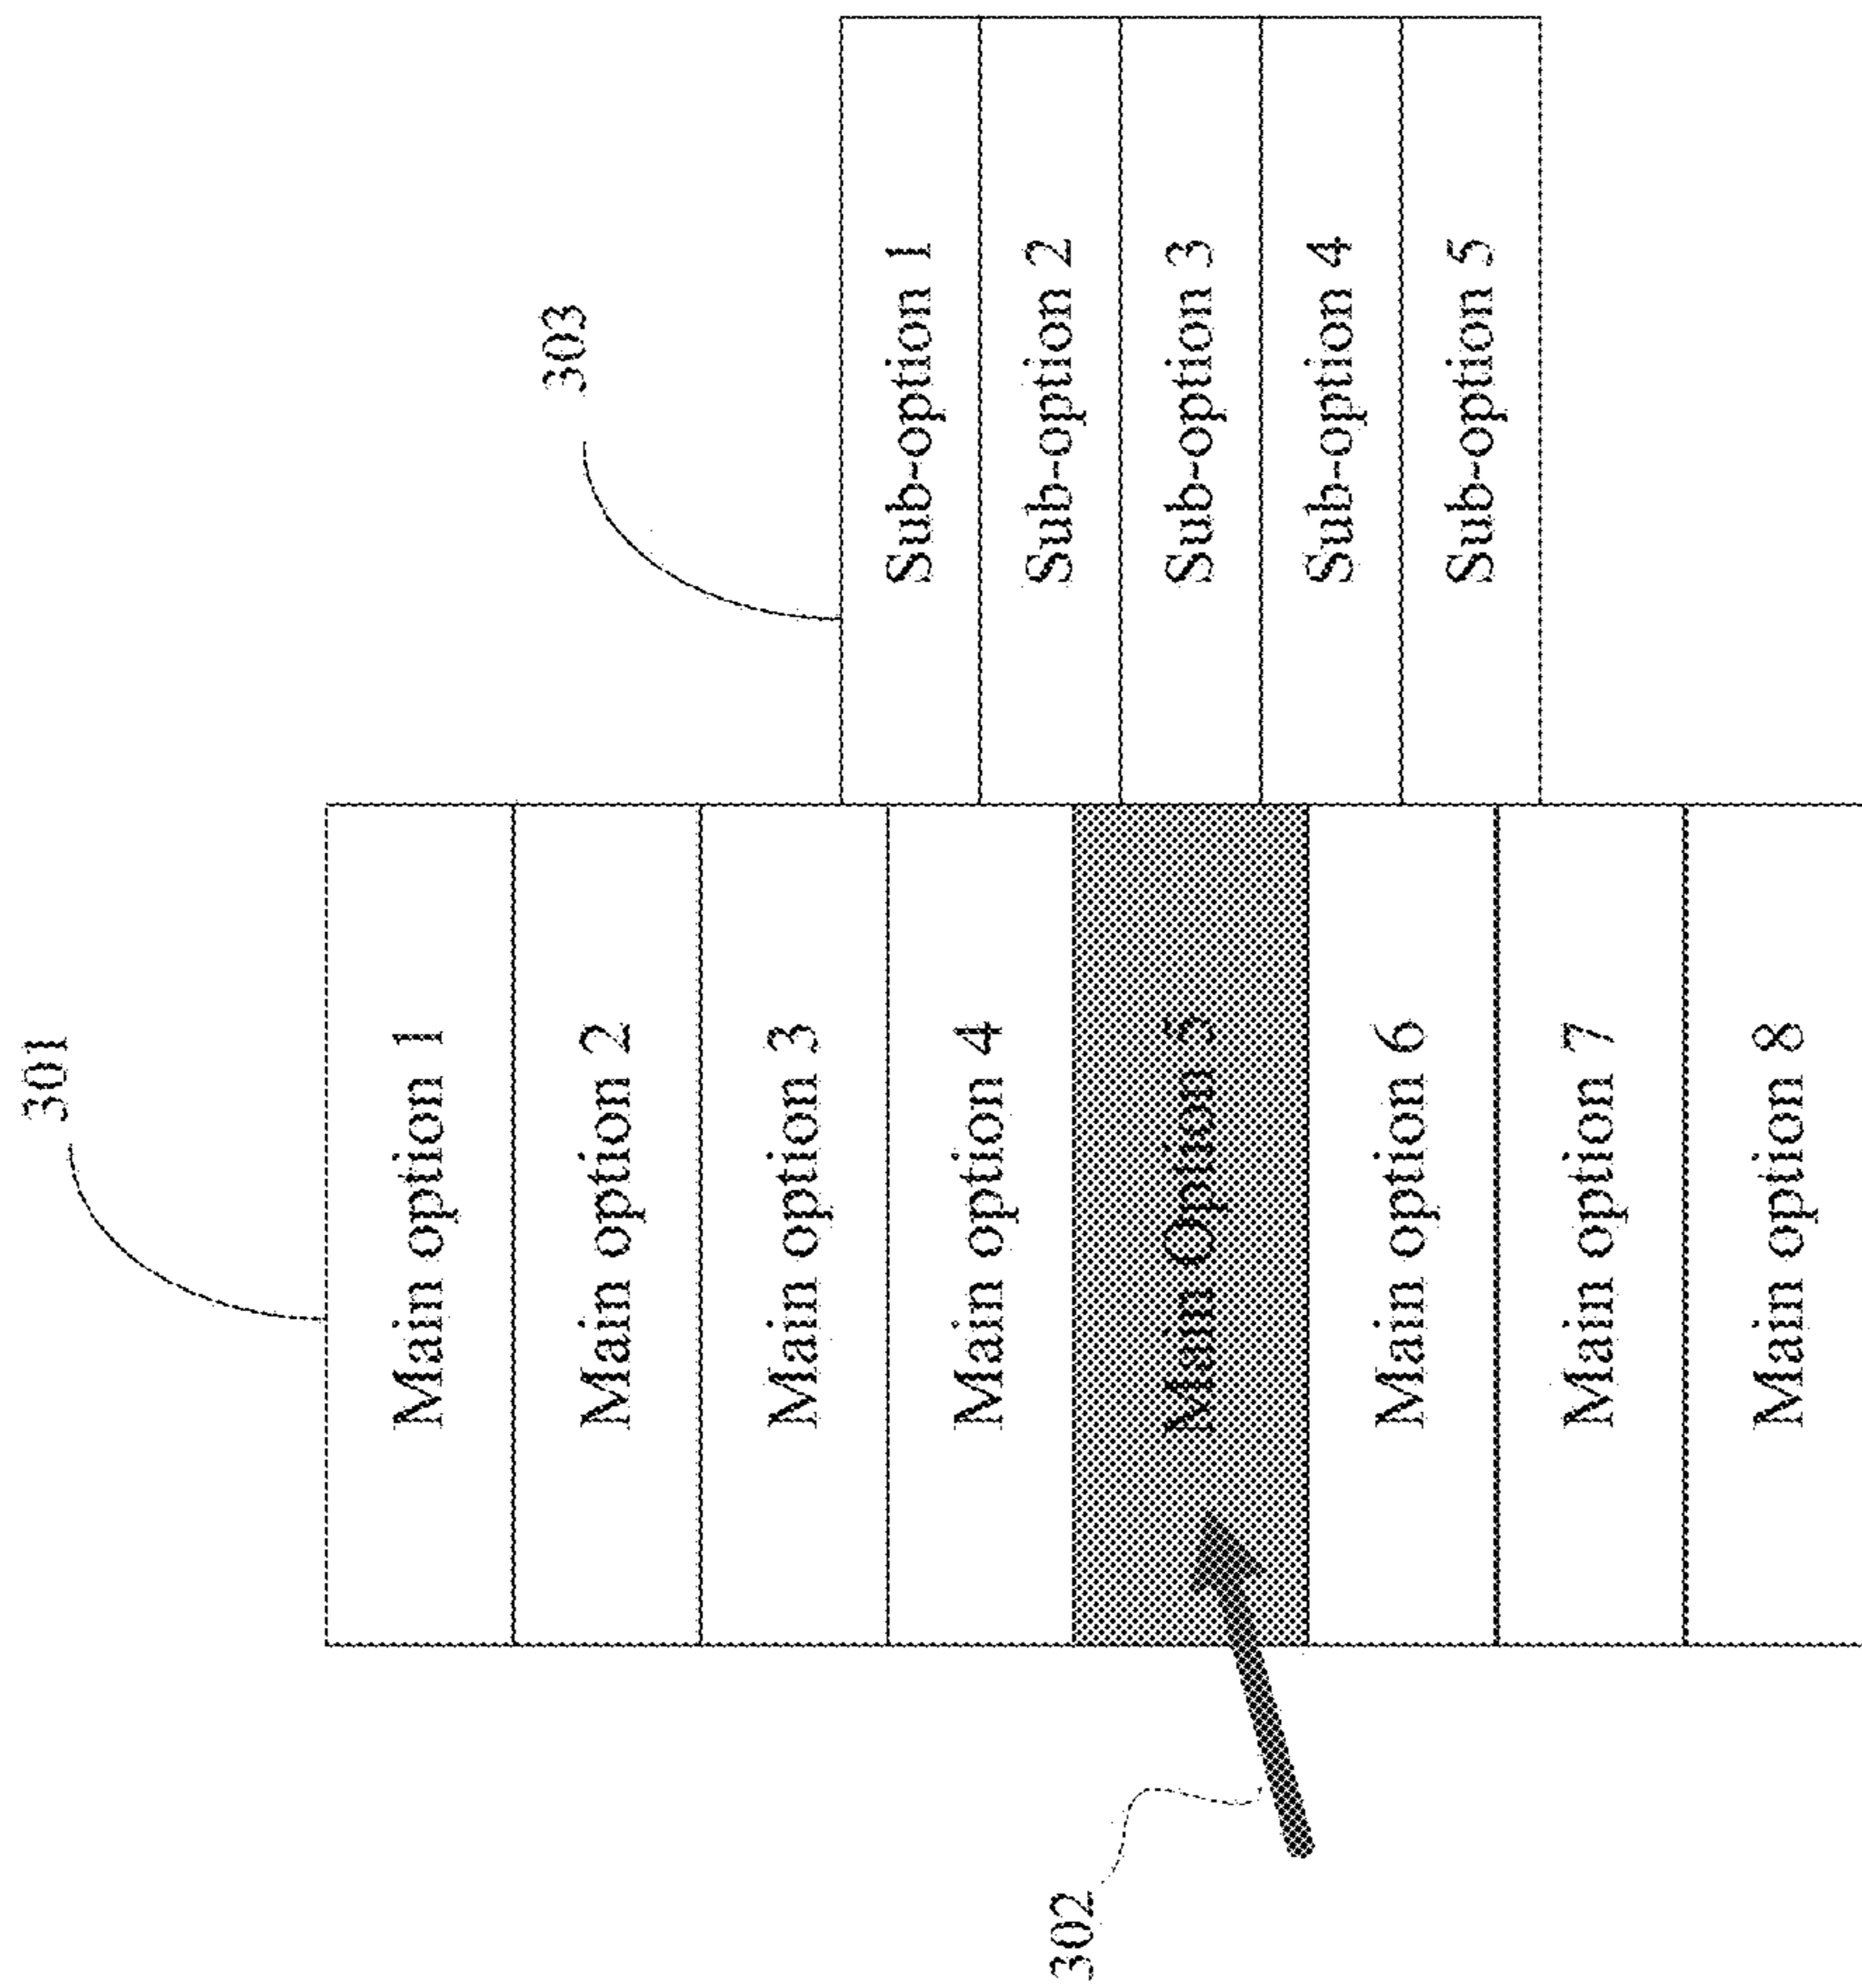 301
Main option 1
Main option 2
Main option 3
Main option 4
Main Option 5
Main option 6
Main option 7
Main option 8
302
303
Sub-option 1
Sub-option 2
Sub-option 3
Sub-option 4
Sub-option 5